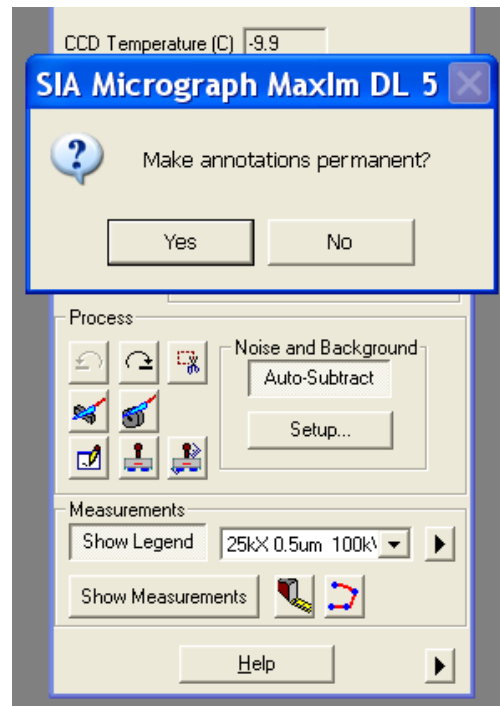 CCD Temperature (C) -9.9
SIA Micrograph MaxIm DL 5
Make annotations permanent?
Yes No
Process
Noise and Background
Auto-Subtract
Setup...
Measurements
Show Legend 25kX 0.5um 100k\
Show Measurements
Help